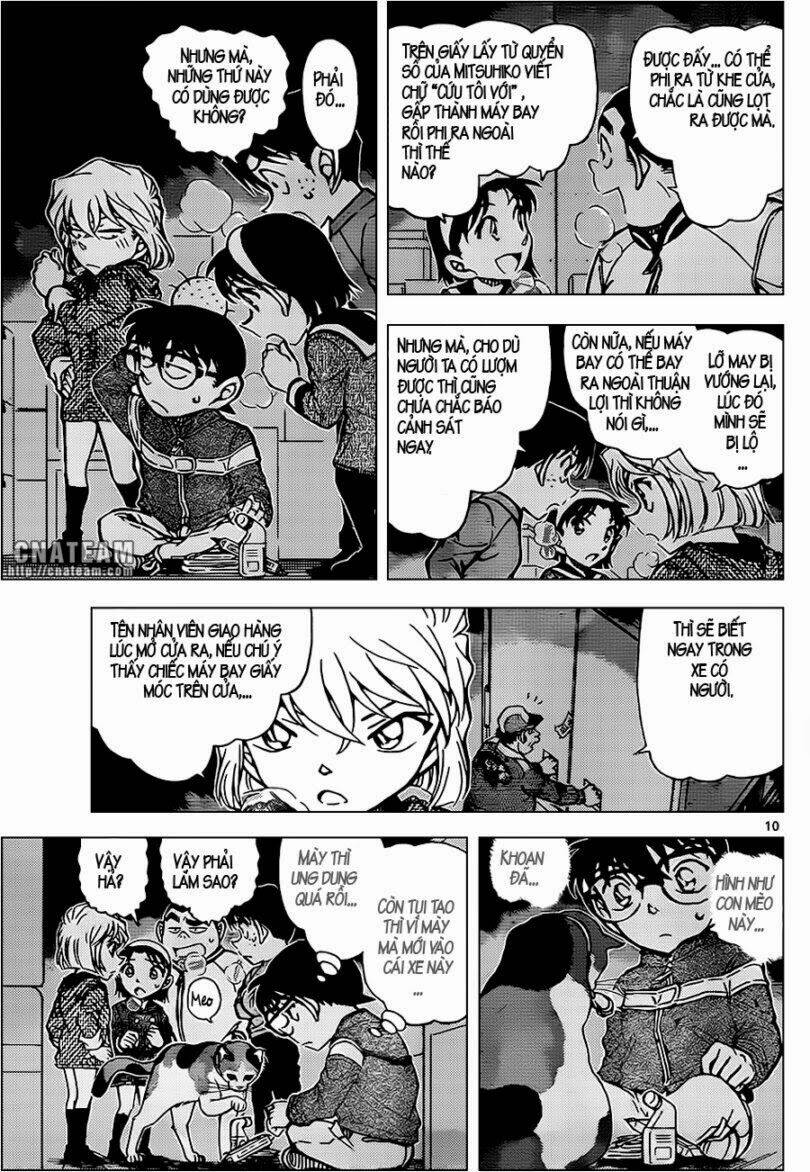 ĐƯỢC ĐẤY... CÓ THỂ
PHI RA TỪ KHE CỬA,
CHẮC LÀ CŨNG LỌT
RA ĐƯỢC MÀ.
TRÊN GIẤY LẤY TỪ QUYỂN
SỔ CỦA MITSUHIKO VIẾT
CHỮ "CỨU TÔI VỚI",
GẤP THÀNH MÁY BAY
RỒI PHI RA NGOÀI
THÌ THẾ
NÀO?
PHẢI
ĐÓ...
NHƯNG MÀ,
NHỮNG THỨ NÀY
CÓ DÙNG ĐƯỢC
KHÔNG?
LỠ MAY BỊ
VƯỚNG LẠI,
LÚC ĐÓ
MÌNH SẼ
BỊ LỘ
...
CÒN NỮA, NẾU MÁY
BAY CÓ THỂ BAY
RA NGOÀI THUẬN
LỢI THÌ KHÔNG
NÓI GÌ,...
NHƯNG MÀ, CHO DÙ
NGƯỜI TA CÓ LƯỢM
ĐƯỢC THÌ CŨNG
CHƯA CHẮC BÁO
CẢNH SÁT
NGAY.
CNATEAM
http://cnateam.com
TÊN NHÂN VIÊN GIAO HÀNG
LÚC MỞ CỬA RA, NẾU CHÚ Ý
THẤY CHIẾC MÁY BAY GIẤY
MÓC TRÊN CỬA,...
THÌ SẼ BIẾT
NGAY TRONG
XE CÓ
NGƯỜI.
10
HÌNH NHƯ
CON MÈO
NÀY...
KHOAN
ĐÃ...
CÒN TỤI TAO
THÌ VÌ MÀY
MÀ MỚI VÀO
CÁI XE NÀY
...
MÀY THÌ
UNG DUNG
QUÁ RỒI...
VẬY PHẢI
LÀM SAO?
VẬY
HẢ?
Meo